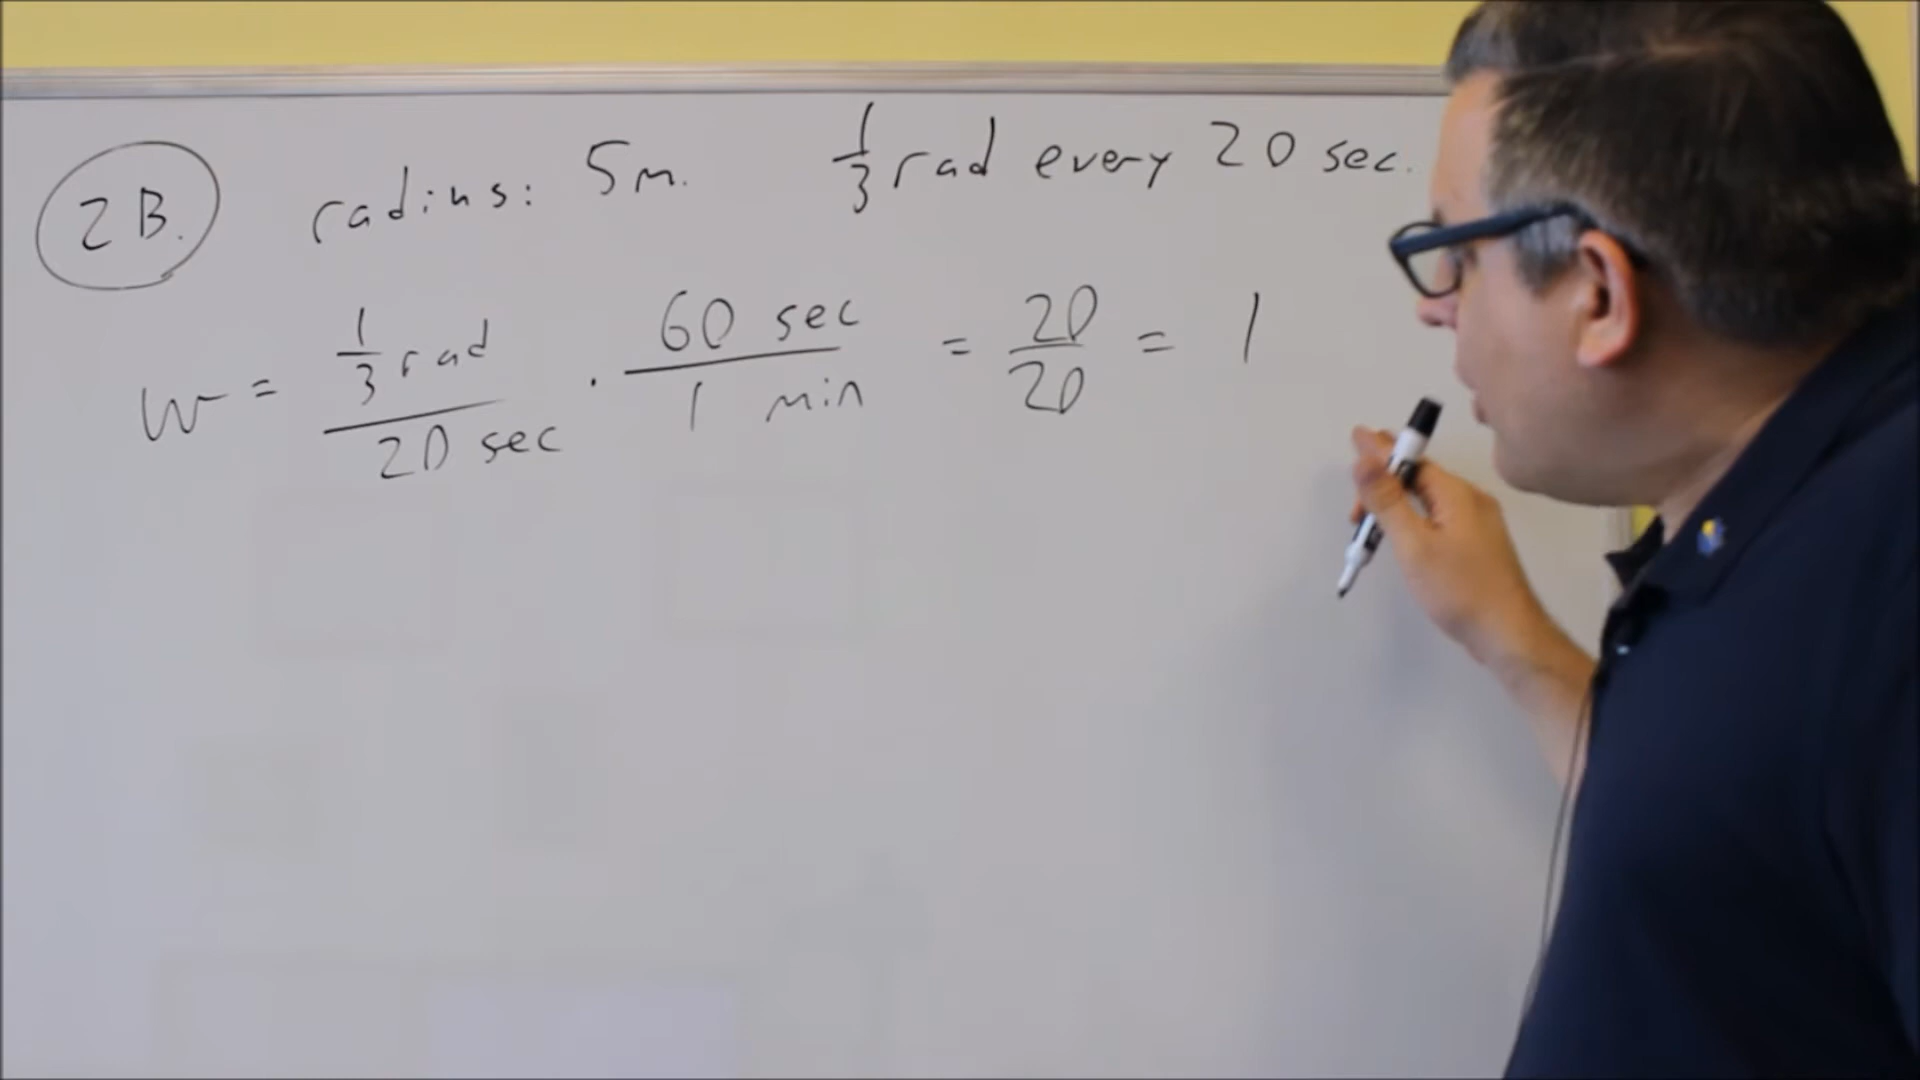 2B. radius: 5m. 1/3 rad every 20 sec.
w = (1/3 rad)/(20 sec) · (60 sec)/(1 min) = 20/20 = 1